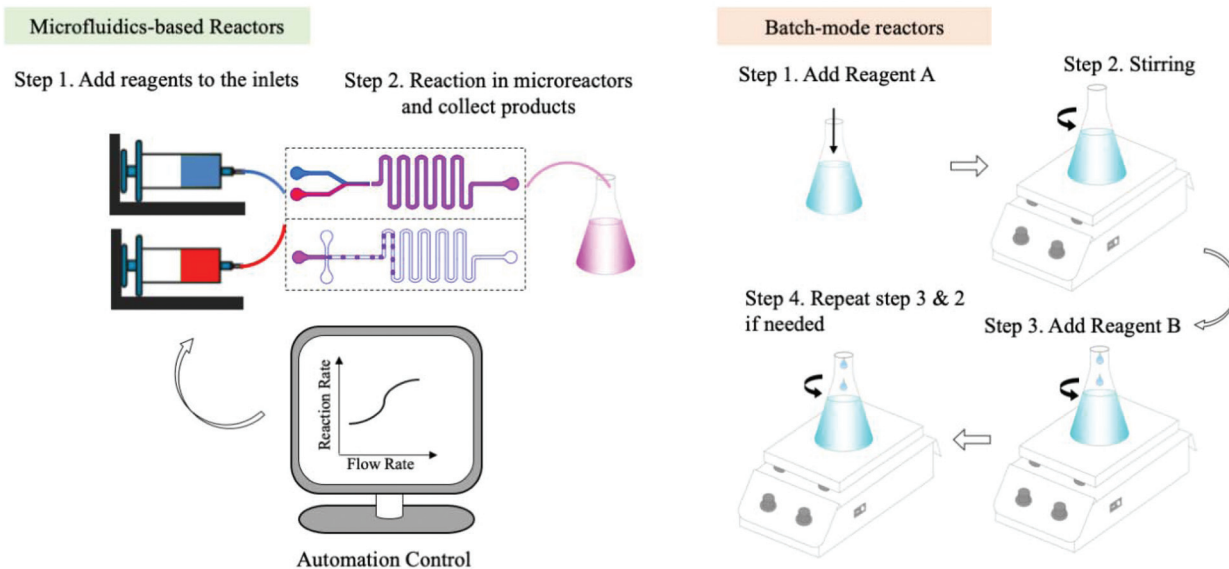 Microfluidics-based Reactors
Step 1. Add reagents to the inlets
Step 2. Reaction in microreactors
and collect products
Reaction Rate
Flow Rate
Automation Control
Batch-mode reactors
Step 1. Add Reagent A
Step 2. Stirring
Step 3. Add Reagent B
Step 4. Repeat step 3 & 2
if needed